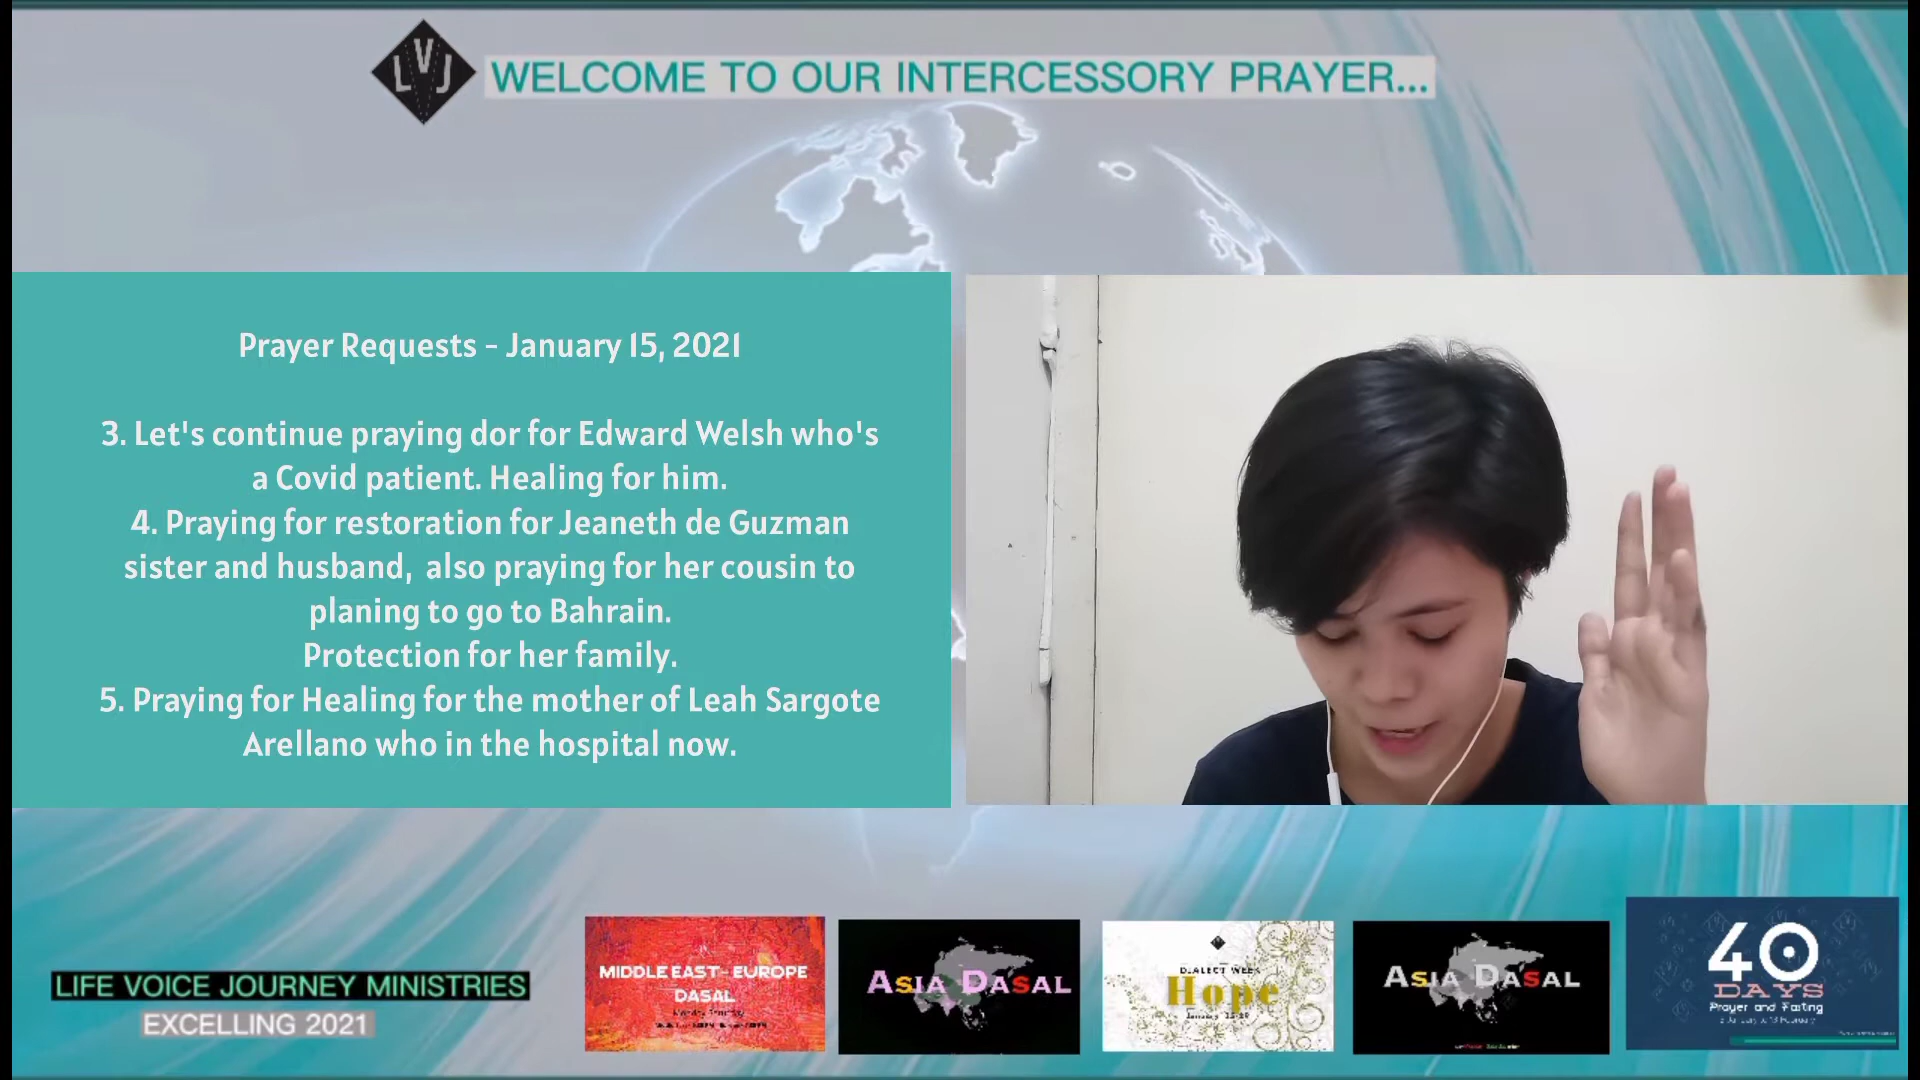 LVJ
WELCOME TO OUR INTERCESSORY PRAYER...
Prayer Requests - January 15, 2021
3. Let's continue praying dor for Edward Welsh who's
a Covid patient. Healing for him.
4. Praying for restoration for Jeaneth de Guzman
sister and husband, also praying for her cousin to
planing to go to Bahrain.
Protection for her family.
5. Praying for Healing for the mother of Leah Sargote
Arellano who in the hospital now.
LIFE VOICE JOURNEY MINISTRIES
EXCELLING 2021
MIDDLE EAST- EUROPE
DASAL
ASIA DASAL
DIALECT WEEK
Hope
ASIA DASAL
40
DAYS
Prayer and Fasting